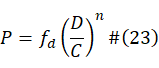 P = f_d (D/C)^n #(23)